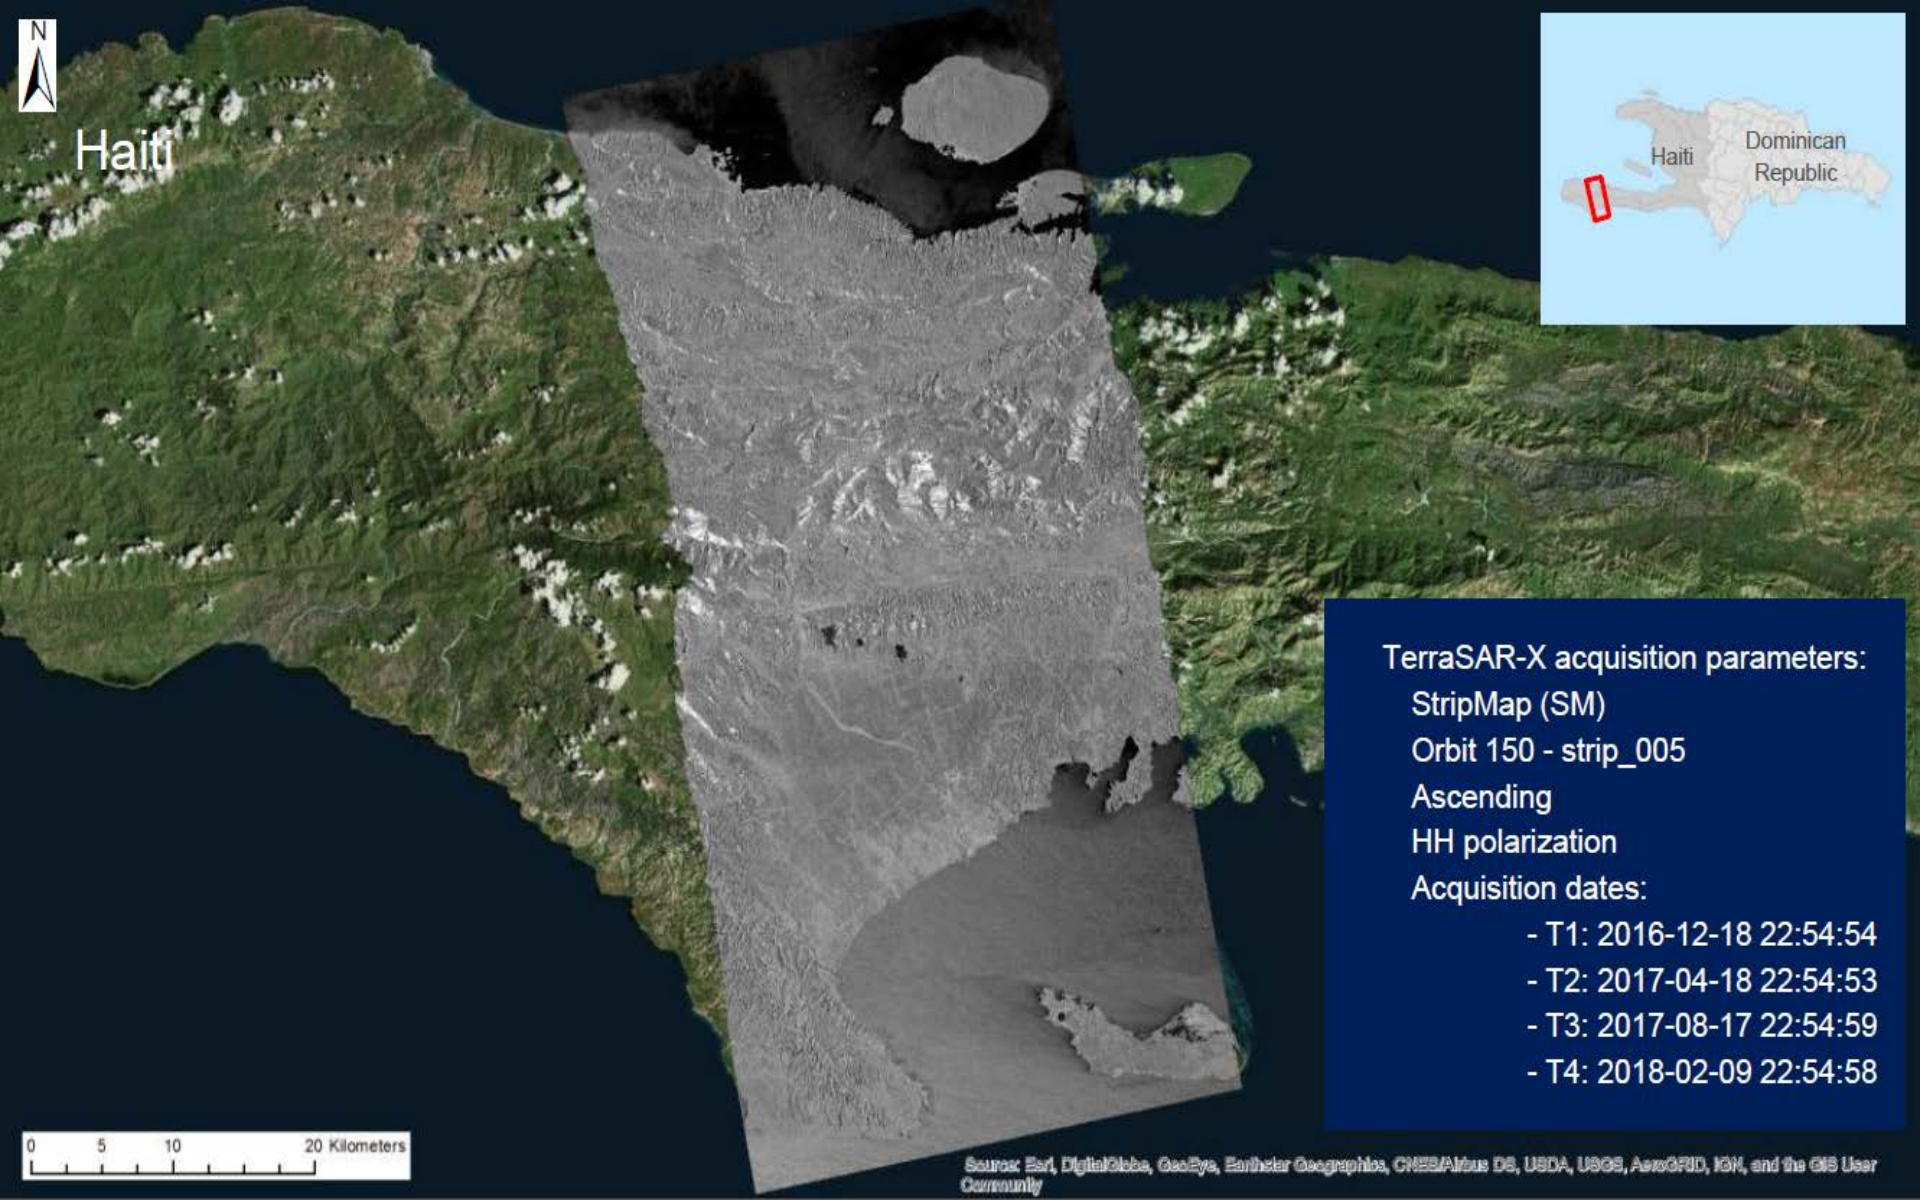 N
Haiti
Haiti
Dominican
Republic
TerraSAR-X acquisition parameters:
StripMap (SM)
Orbit 150 - strip_005
Ascending
HH polarization
Acquisition dates:
- T1: 2016-12-18 22:54:54
- T2: 2017-04-18 22:54:53
- T3: 2017-08-17 22:54:59
- T4: 2018-02-09 22:54:58
0 5 10 20 Kilometers
Source: Esri, DigitalGlobe, GeoEye, Earthstar Geographics, CNES/Airbus DS, USDA, USGS, AeroGRID, IGN, and the GIS User
Community